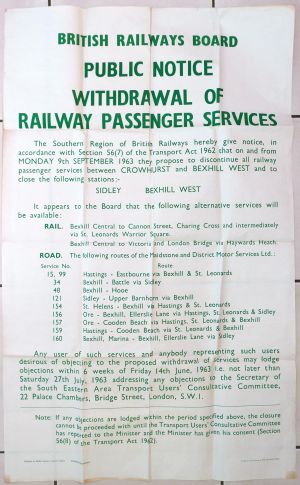 BRITISH RAILWAYS BOARD
PUBLIC NOTICE
WITHDRAWAL OF
RAILWAY PASSENGER SERVICES
The Southern Region of British Railways hereby give notice, in
accordance with Section 56(7) of the Transport Act 1962 that on and from
MONDAY 9th SEPTEMBER 1963 they propose to discontinue all railway
passenger services between CROWHURST and BEXHILL WEST and to
close the following stations:-
SIDLEY BEXHILL WEST
It appears to the Board that the following alternative services will
be available:
RAIL. Bexhill Central to Cannon Street, Charing Cross and intermediately
via St. Leonards Warrior Square.
Bexhill Central to Victoria and London Bridge via Haywards Heath.
ROAD. The following routes of the Maidstone and District Motor Services Ltd.:
Service No. Route
15, 99 Hastings - Eastbourne via Bexhill & St. Leonards
34 Bexhill - Battle via Sidley
48 Bexhill - Hooe
121 Sidley - Upper Barnhorn via Bexhill
154 St. Helens - Bexhill via Hastings & St. Leonards
156 Ore - Bexhill, Ellerslie Lane via Hastings, St. Leonards & Sidley
157 Ore - Cooden Beach via Hastings, St. Leonards & Bexhill
159 Hastings - Cooden Beach via St. Leonards & Bexhill
160 Bexhill, Marina - Bexhill, Ellerslie Lane via Sidley
Any user of such services and anybody representing such users
desirous of objecting to the proposed withdrawal of services may lodge
objections within 6 weeks of Friday 14th June, 1963 i.e. not later than
Saturday 27th July, 1963 addressing any objections to the Secretary of
the South Eastern Area Transport Users' Consultative Committee,
22 Palace Chambers, Bridge Street, London, S.W.1.
Note: If any objections are lodged within the period specified above, the closure
cannot be proceeded with until the Transport Users' Consultative Committee
has reported to the Minister and the Minister has given his consent (Section
56(8) of the Transport Act 1962).